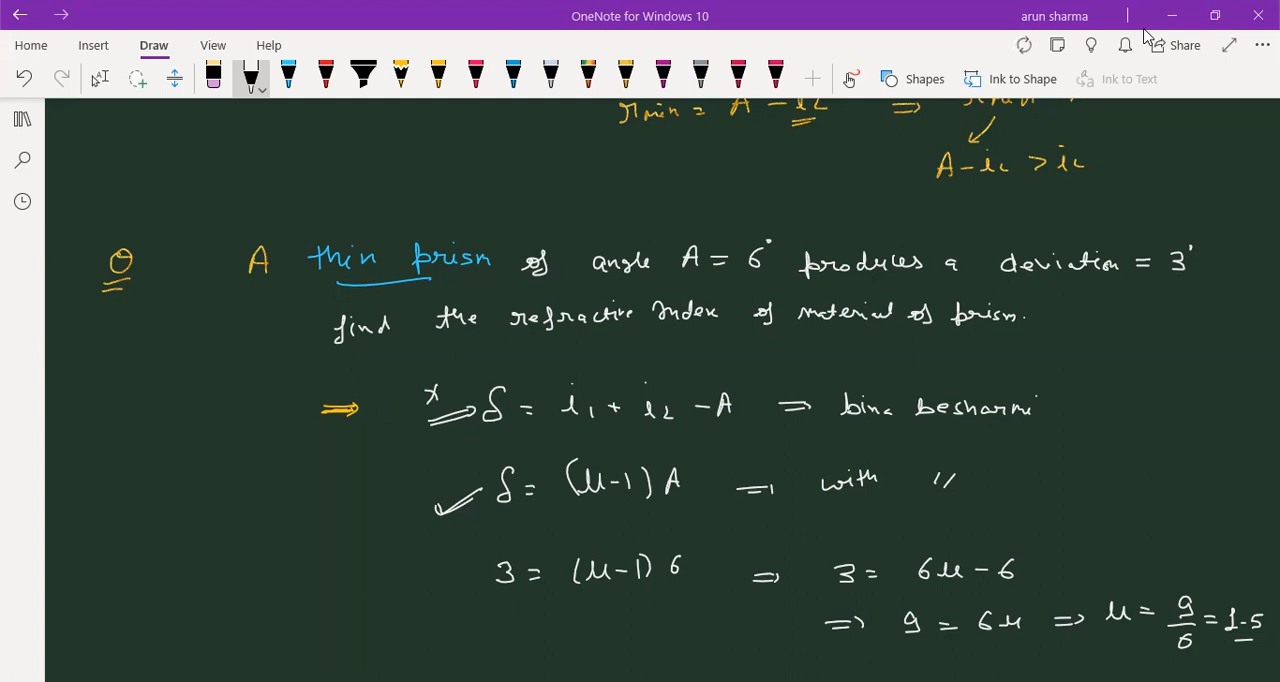 OneNote for Windows 10
arun sharma
Home Insert Draw View Help
Share
Shapes Ink to Shape Ink to Text
rmin = A - i2 ⇒
A - ic > ic
Q A thin prism of angle A = 6° produces a deviation = 3°
find the refractive Index of material of prism.
⇒ x δ = i1 + i2 - A ⇒ bina besharmi
✓ δ = (μ-1) A ⇒ with "
3 = (μ-1) 6 ⇒ 3 = 6μ - 6
⇒ 9 = 6μ ⇒ μ = 9/6 = 1.5